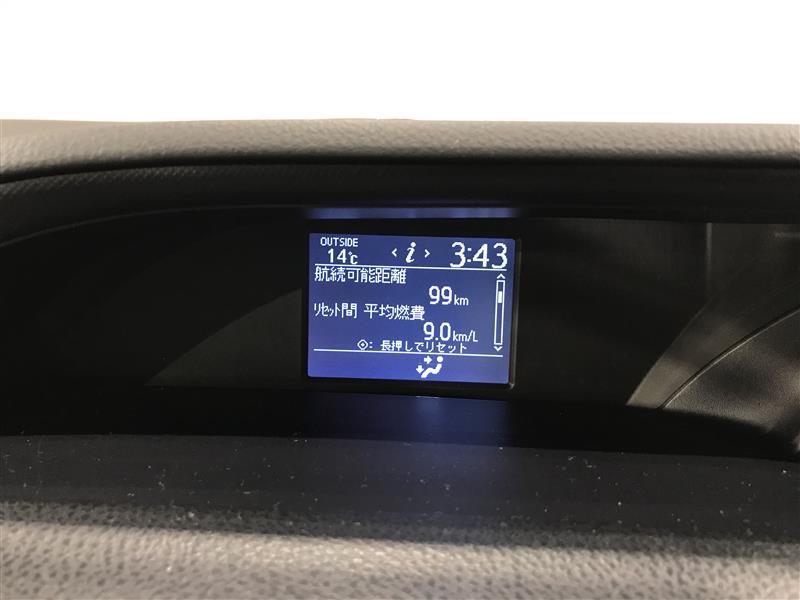 OUTSIDE
14℃ < i > 3:43
航続可能距離
99km
リセット間 平均燃費
9.0km/L
◇: 長押しでリセット